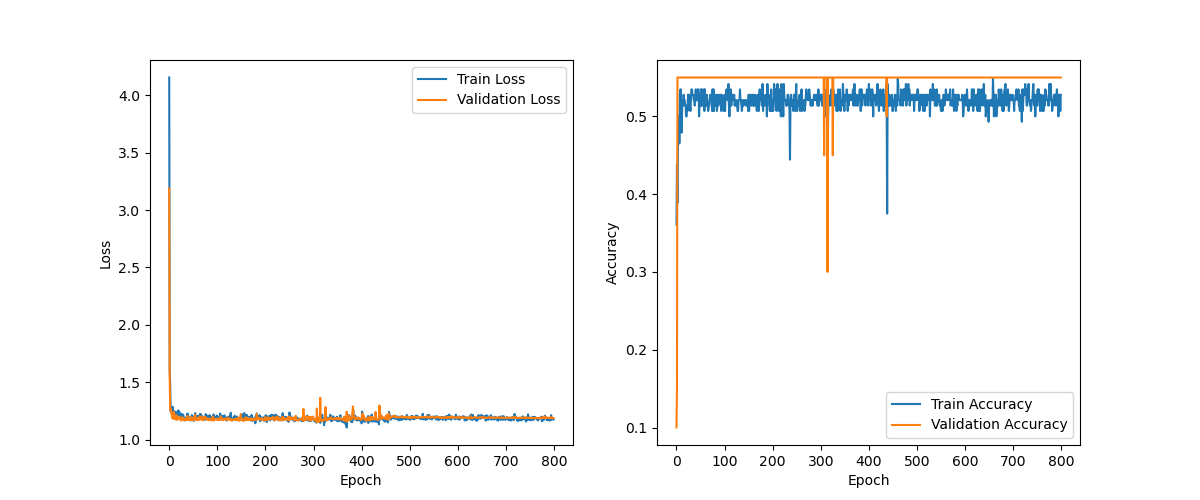 Train Loss
Validation Loss
4.0
3.5
3.0
2.5
2.0
1.5
1.0
Loss
0 100 200 300 400 500 600 700 800
Epoch
0.5
0.4
0.3
0.2
0.1
Accuracy
Train Accuracy
Validation Accuracy
0 100 200 300 400 500 600 700 800
Epoch